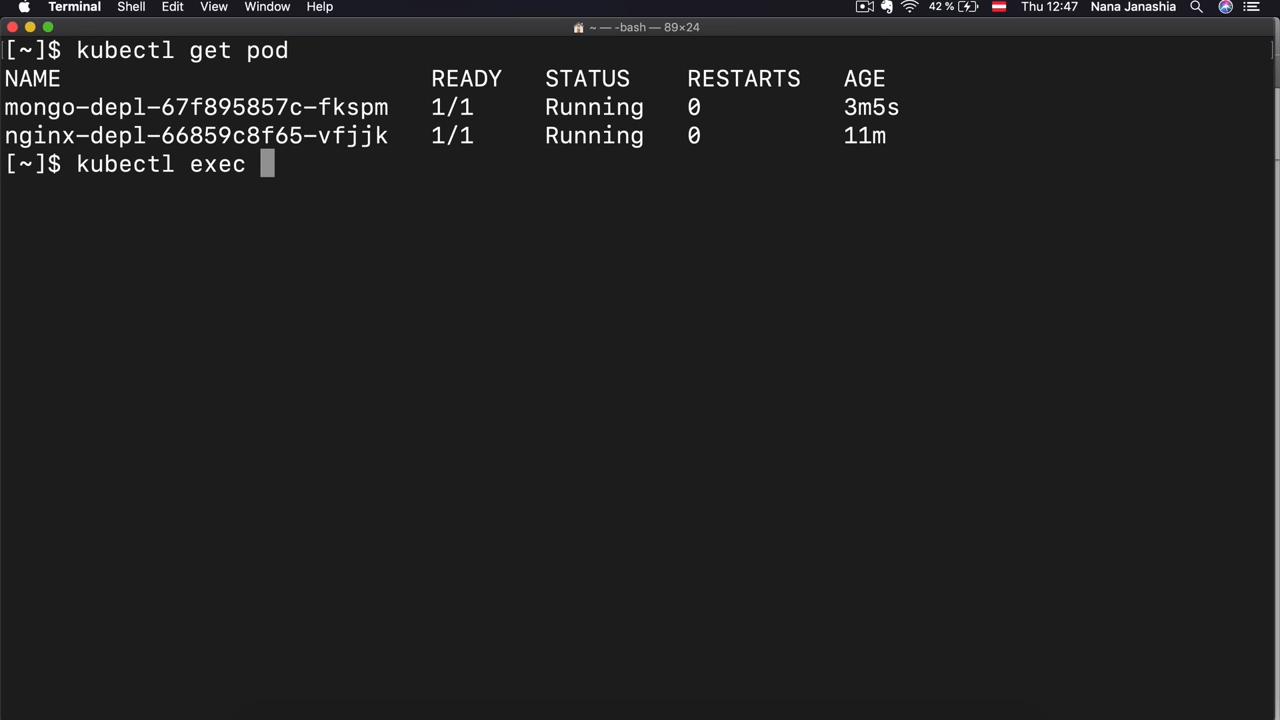 Terminal Shell Edit View Window Help 42 % Thu 12:47 Nana Janashia
~ — -bash — 89×24
[~]$ kubectl get pod
NAME READY STATUS RESTARTS AGE
mongo-depl-67f895857c-fkspm 1/1 Running 0 3m5s
nginx-depl-66859c8f65-vfjjk 1/1 Running 0 11m
[~]$ kubectl exec